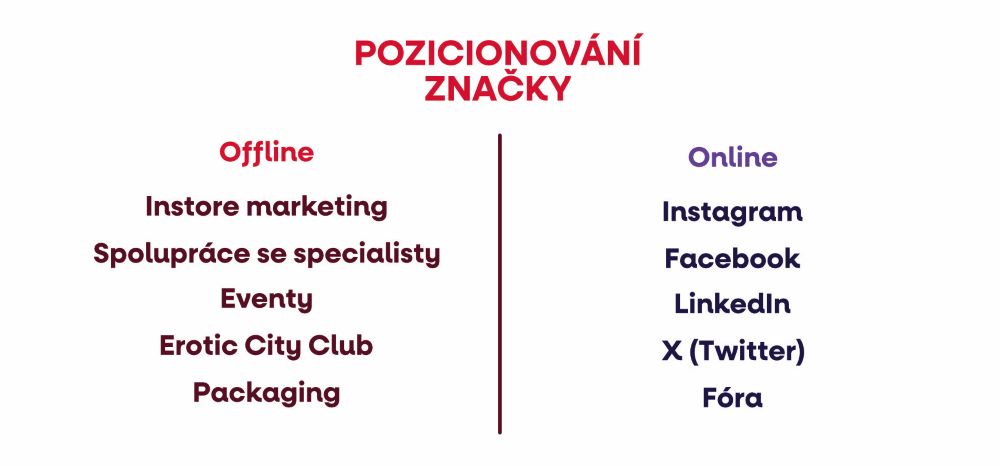 POZICIONOVÁNÍ
ZNAČKY
Offline
Instore marketing
Spolupráce se specialisty
Eventy
Erotic City Club
Packaging
Online
Instagram
Facebook
LinkedIn
X (Twitter)
Fóra